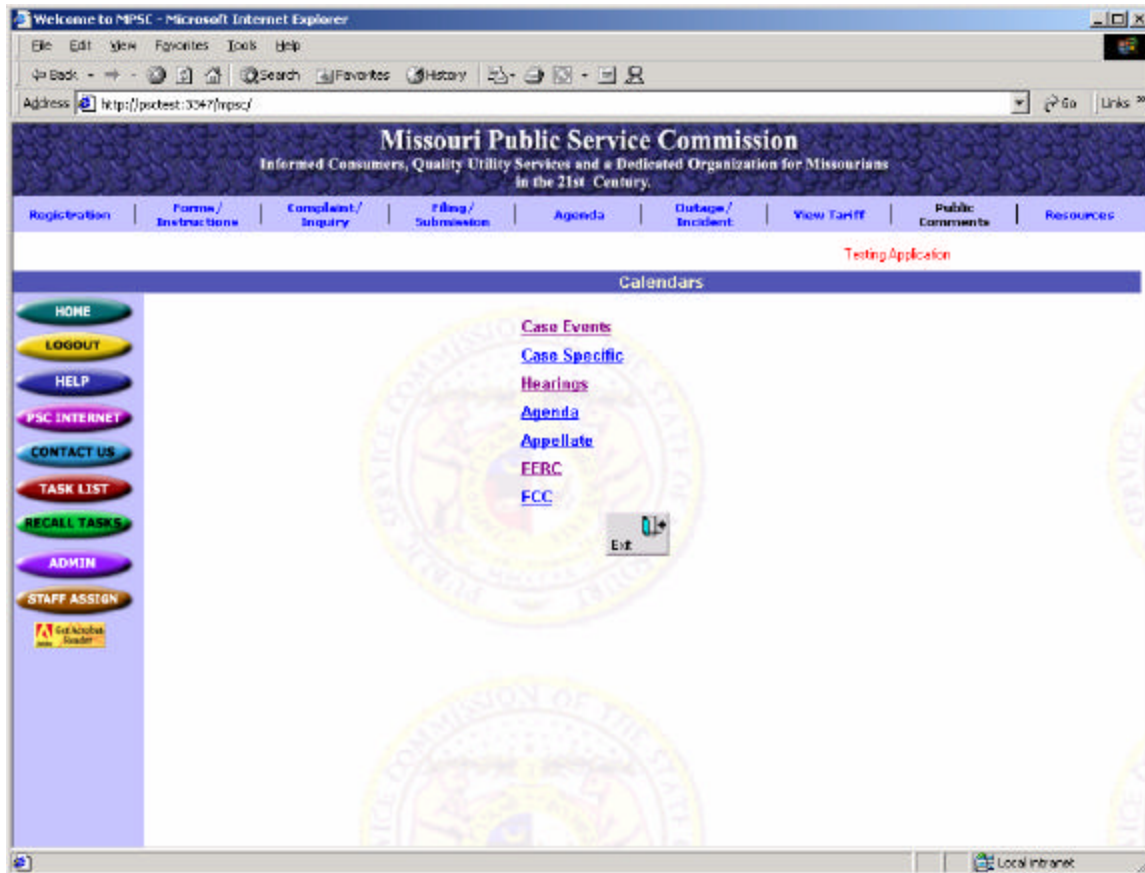 Welcome to MPSC - Microsoft Internet Explorer
File Edit View Favorites Tools Help
Back Search Favorites History
Address http://psctest:3347/mpsc/ Go Links »
Missouri Public Service Commission
Informed Consumers, Quality Utility Services and a Dedicated Organization for Missourians
in the 21st Century.
Registration | Forms/ Instructions | Complaint/ Inquiry | Filing/ Submission | Agenda | Outage/ Incident | View Tariff | Public Comments | Resources
Testing Application
Calendars
HOME
LOGOUT
HELP
PSC INTERNET
CONTACT US
TASK LIST
RECALL TASKS
ADMIN
STAFF ASSIGN
Get Acrobat
Reader
Adobe
Case Events
Case Specific
Hearings
Agenda
Appellate
FERC
FCC
Exit
Local intranet